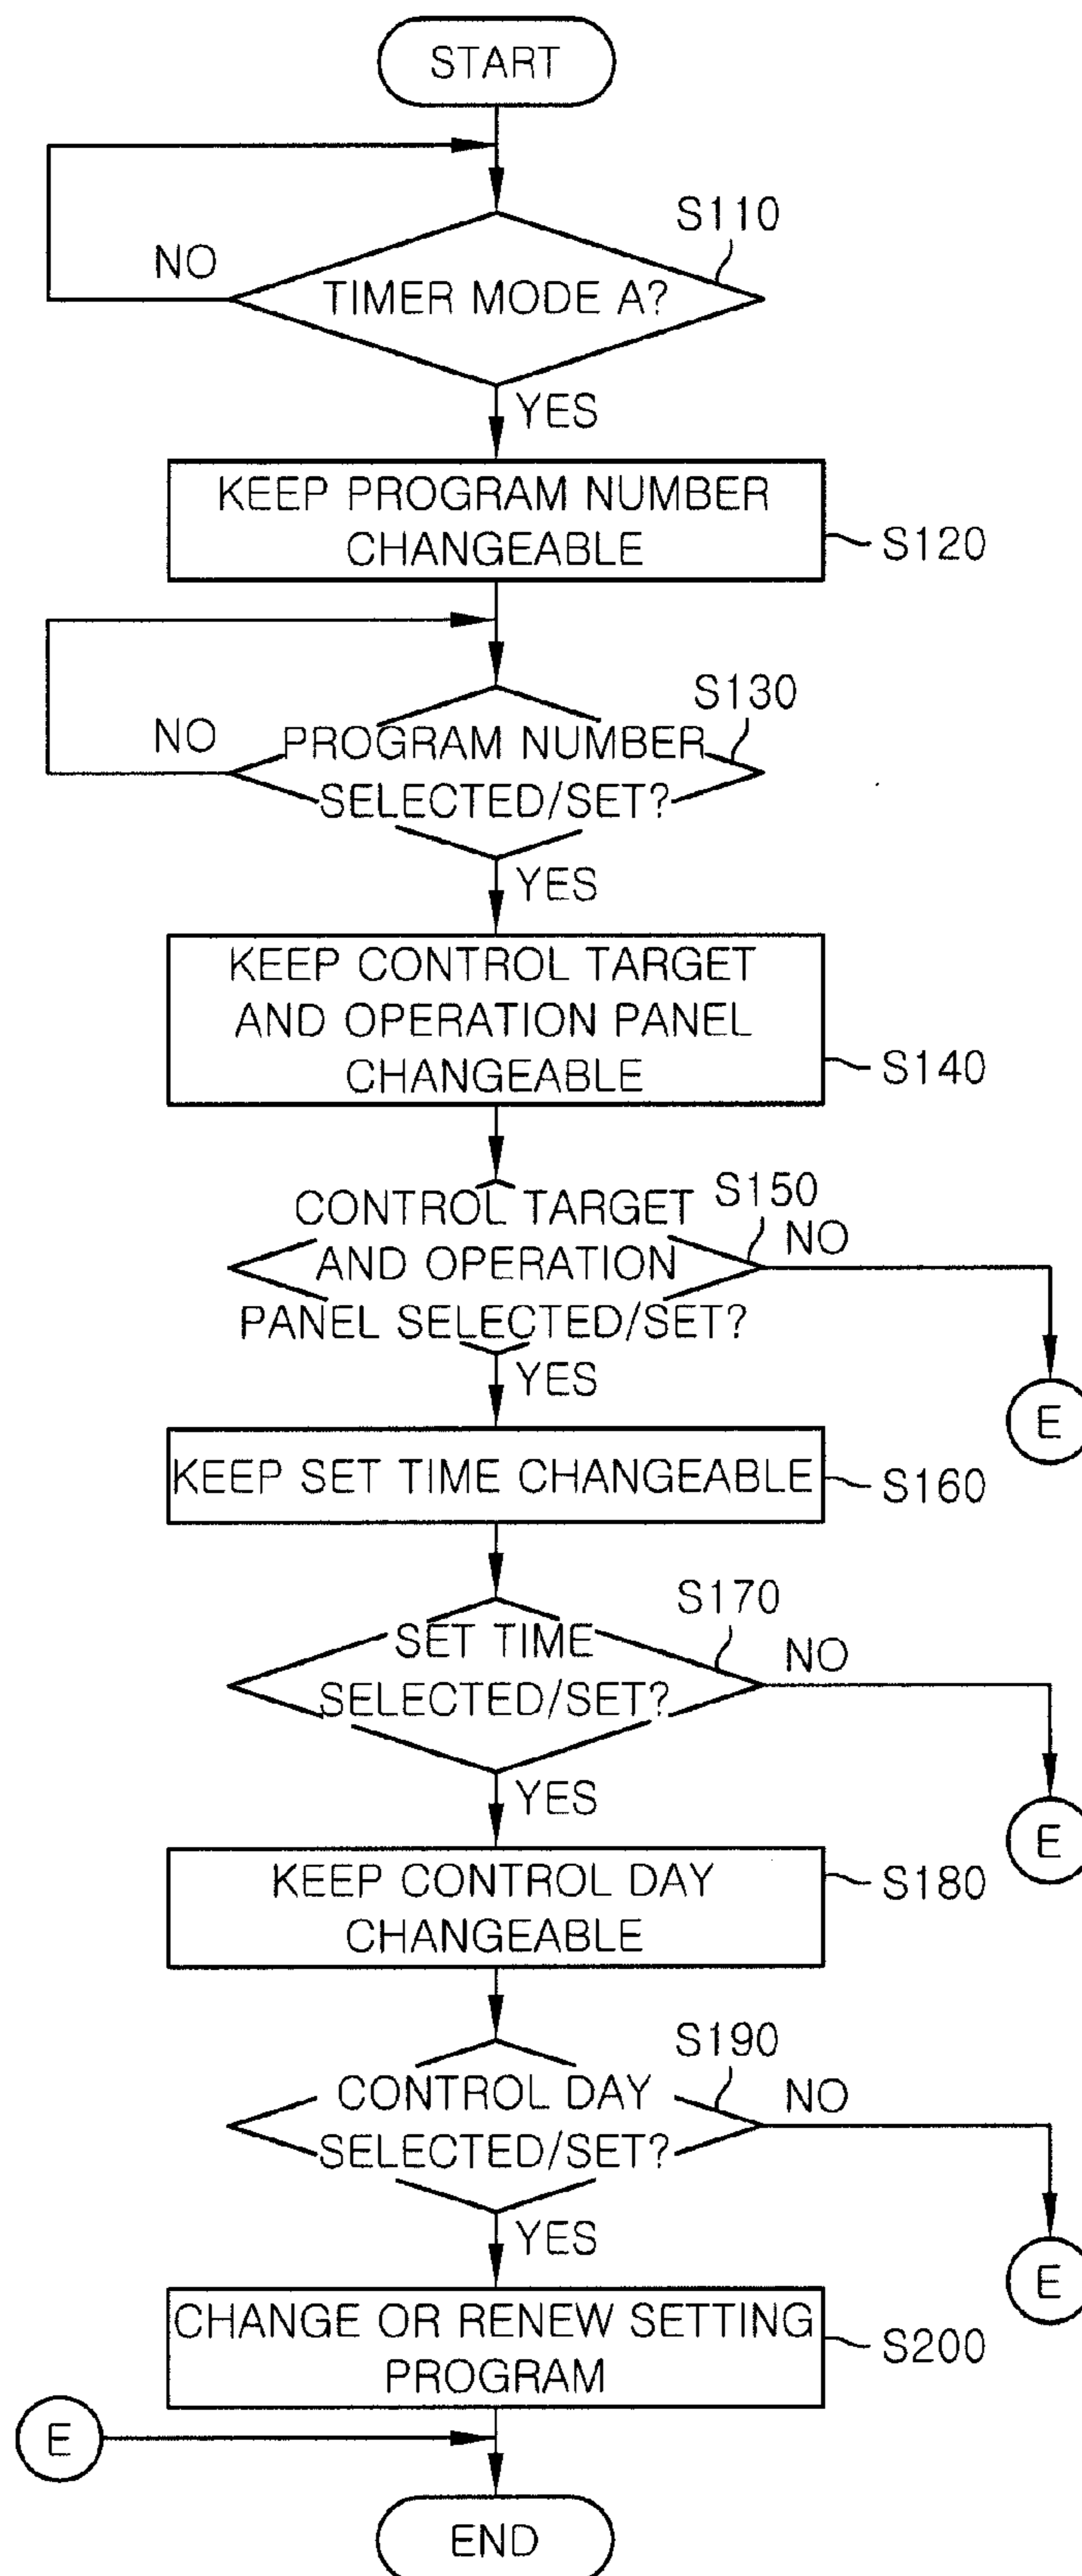 START
S110
NO
TIMER MODE A?
YES
KEEP PROGRAM NUMBER
CHANGEABLE
S120
S130
NO
PROGRAM NUMBER
SELECTED/SET?
YES
KEEP CONTROL TARGET
AND OPERATION PANEL
CHANGEABLE
S140
CONTROL TARGET
AND OPERATION
PANEL SELECTED/SET?
S150
NO
E
YES
KEEP SET TIME CHANGEABLE
S160
S170
SET TIME
SELECTED/SET?
NO
E
YES
KEEP CONTROL DAY
CHANGEABLE
S180
S190
CONTROL DAY
SELECTED/SET?
NO
E
YES
CHANGE OR RENEW SETTING
PROGRAM
S200
E
END